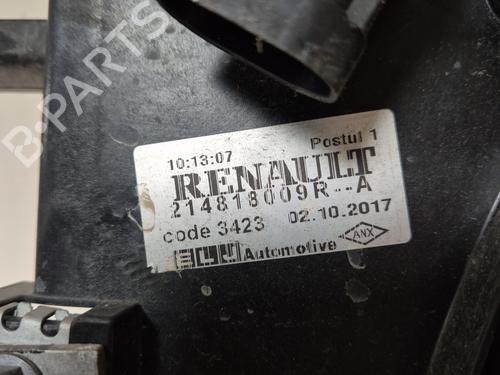 10:13:07 Postul 1
RENAULT
214818009R--A
code 3423 02.10.2017
Automotive ANX
B-PARTS